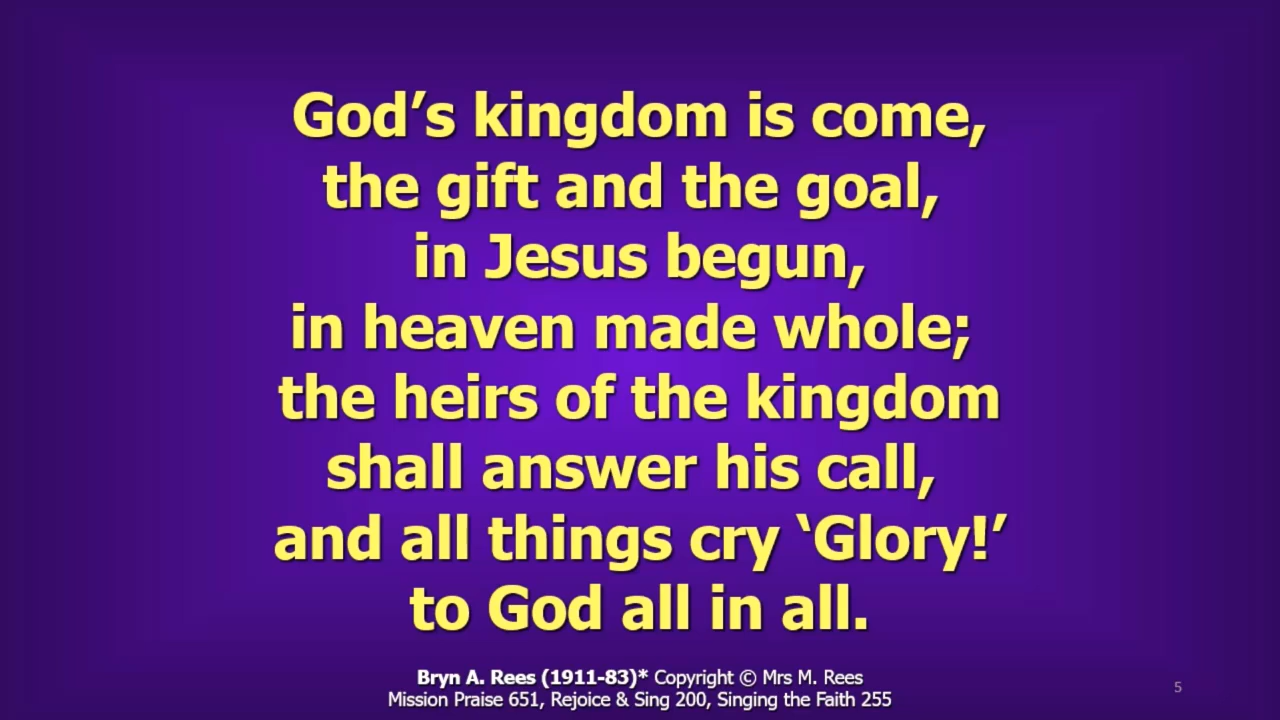 God’s kingdom is come,
the gift and the goal,
in Jesus begun,
in heaven made whole;
the heirs of the kingdom
shall answer his call,
and all things cry ‘Glory!’
to God all in all.
Bryn A. Rees (1911-83)* Copyright © Mrs M. Rees
Mission Praise 651, Rejoice & Sing 200, Singing the Faith 255
5